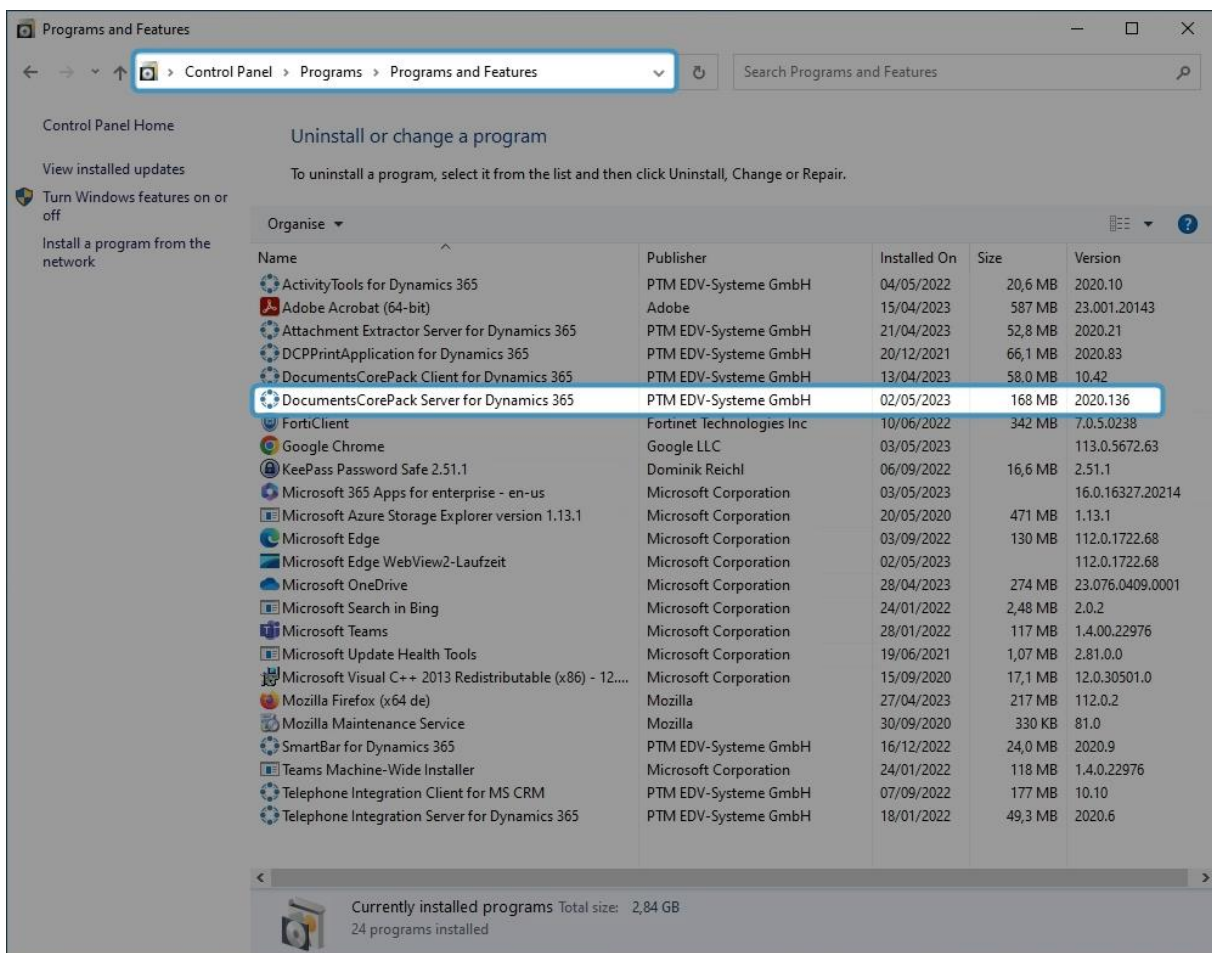 Programs and Features
Control Panel > Programs > Programs and Features
Search Programs and Features
Control Panel Home
View installed updates
Turn Windows features on or
off
Install a program from the
network
Uninstall or change a program
To uninstall a program, select it from the list and then click Uninstall, Change or Repair.
Organise
Name Publisher Installed On Size Version
ActivityTools for Dynamics 365 PTM EDV-Systeme GmbH 04/05/2022 20,6 MB 2020.10
Adobe Acrobat (64-bit) Adobe 15/04/2023 587 MB 23.001.20143
Attachment Extractor Server for Dynamics 365 PTM EDV-Systeme GmbH 21/04/2023 52,8 MB 2020.21
DCPPrintApplication for Dynamics 365 PTM EDV-Systeme GmbH 20/12/2021 66,1 MB 2020.83
DocumentsCorePack Client for Dynamics 365 PTM EDV-Systeme GmbH 13/04/2023 58,0 MB 10.42
DocumentsCorePack Server for Dynamics 365 PTM EDV-Systeme GmbH 02/05/2023 168 MB 2020.136
FortiClient Fortinet Technologies Inc 10/06/2022 342 MB 7.0.5.0238
Google Chrome Google LLC 03/05/2023 113.0.5672.63
KeePass Password Safe 2.51.1 Dominik Reichl 06/09/2022 16,6 MB 2.51.1
Microsoft 365 Apps for enterprise - en-us Microsoft Corporation 03/05/2023 16.0.16327.20214
Microsoft Azure Storage Explorer version 1.13.1 Microsoft Corporation 20/05/2020 471 MB 1.13.1
Microsoft Edge Microsoft Corporation 03/09/2022 130 MB 112.0.1722.68
Microsoft Edge WebView2-Laufzeit Microsoft Corporation 02/05/2023 112.0.1722.68
Microsoft OneDrive Microsoft Corporation 28/04/2023 274 MB 23.076.0409.0001
Microsoft Search in Bing Microsoft Corporation 24/01/2022 2,48 MB 2.0.2
Microsoft Teams Microsoft Corporation 28/01/2022 117 MB 1.4.00.22976
Microsoft Update Health Tools Microsoft Corporation 19/06/2021 1,07 MB 2.81.0.0
Microsoft Visual C++ 2013 Redistributable (x86) - 12.... Microsoft Corporation 15/09/2020 17,1 MB 12.0.30501.0
Mozilla Firefox (x64 de) Mozilla 27/04/2023 217 MB 112.0.2
Mozilla Maintenance Service Mozilla 30/09/2020 330 KB 81.0
SmartBar for Dynamics 365 PTM EDV-Systeme GmbH 16/12/2022 24,0 MB 2020.9
Teams Machine-Wide Installer Microsoft Corporation 24/01/2022 118 MB 1.4.0.22976
Telephone Integration Client for MS CRM PTM EDV-Systeme GmbH 07/09/2022 177 MB 10.10
Telephone Integration Server for Dynamics 365 PTM EDV-Systeme GmbH 18/01/2022 49,3 MB 2020.6
Currently installed programs Total size: 2,84 GB
24 programs installed